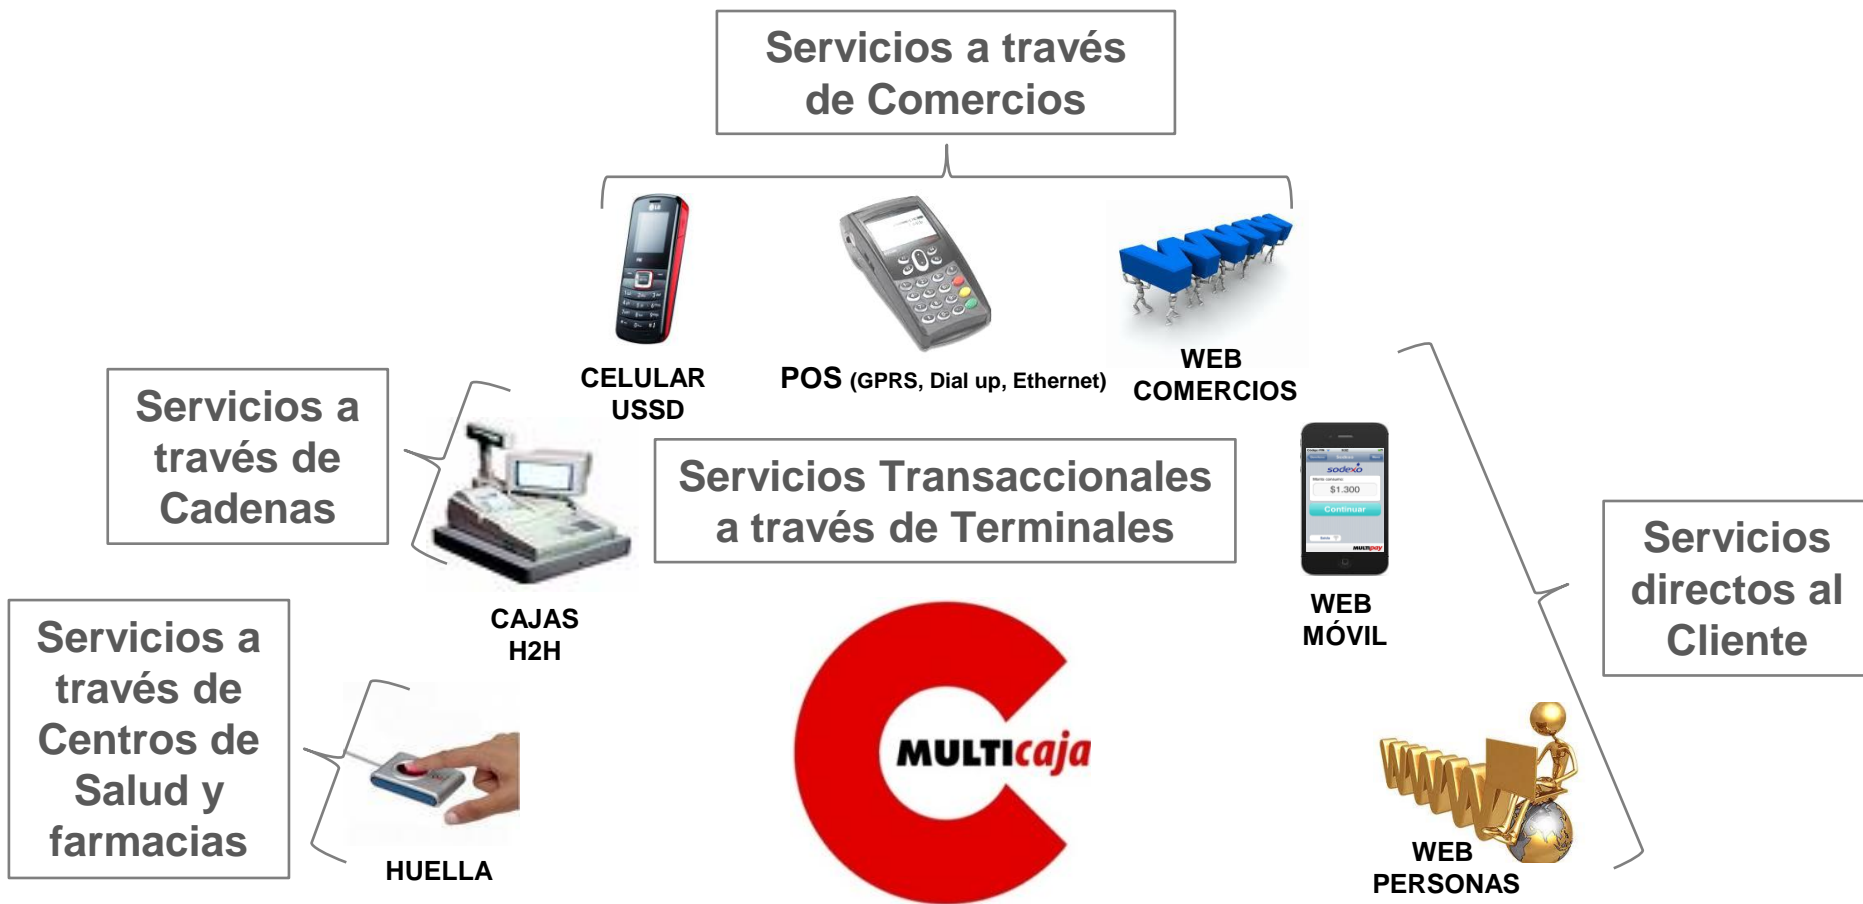 Servicios a través
de Comercios
CELULAR
USSD
POS (GPRS, Dial up, Ethernet)
WEB
COMERCIOS
Servicios a
través de
Cadenas
Servicios Transaccionales
a través de Terminales
sodexo
$1.300
Continuar
MULTIpay
CAJAS
H2H
WEB
MÓVIL
Servicios
directos al
Cliente
Servicios a
través de
Centros de
Salud y
farmacias
HUELLA
MULTIcaja
WWWWW
WEB
PERSONAS